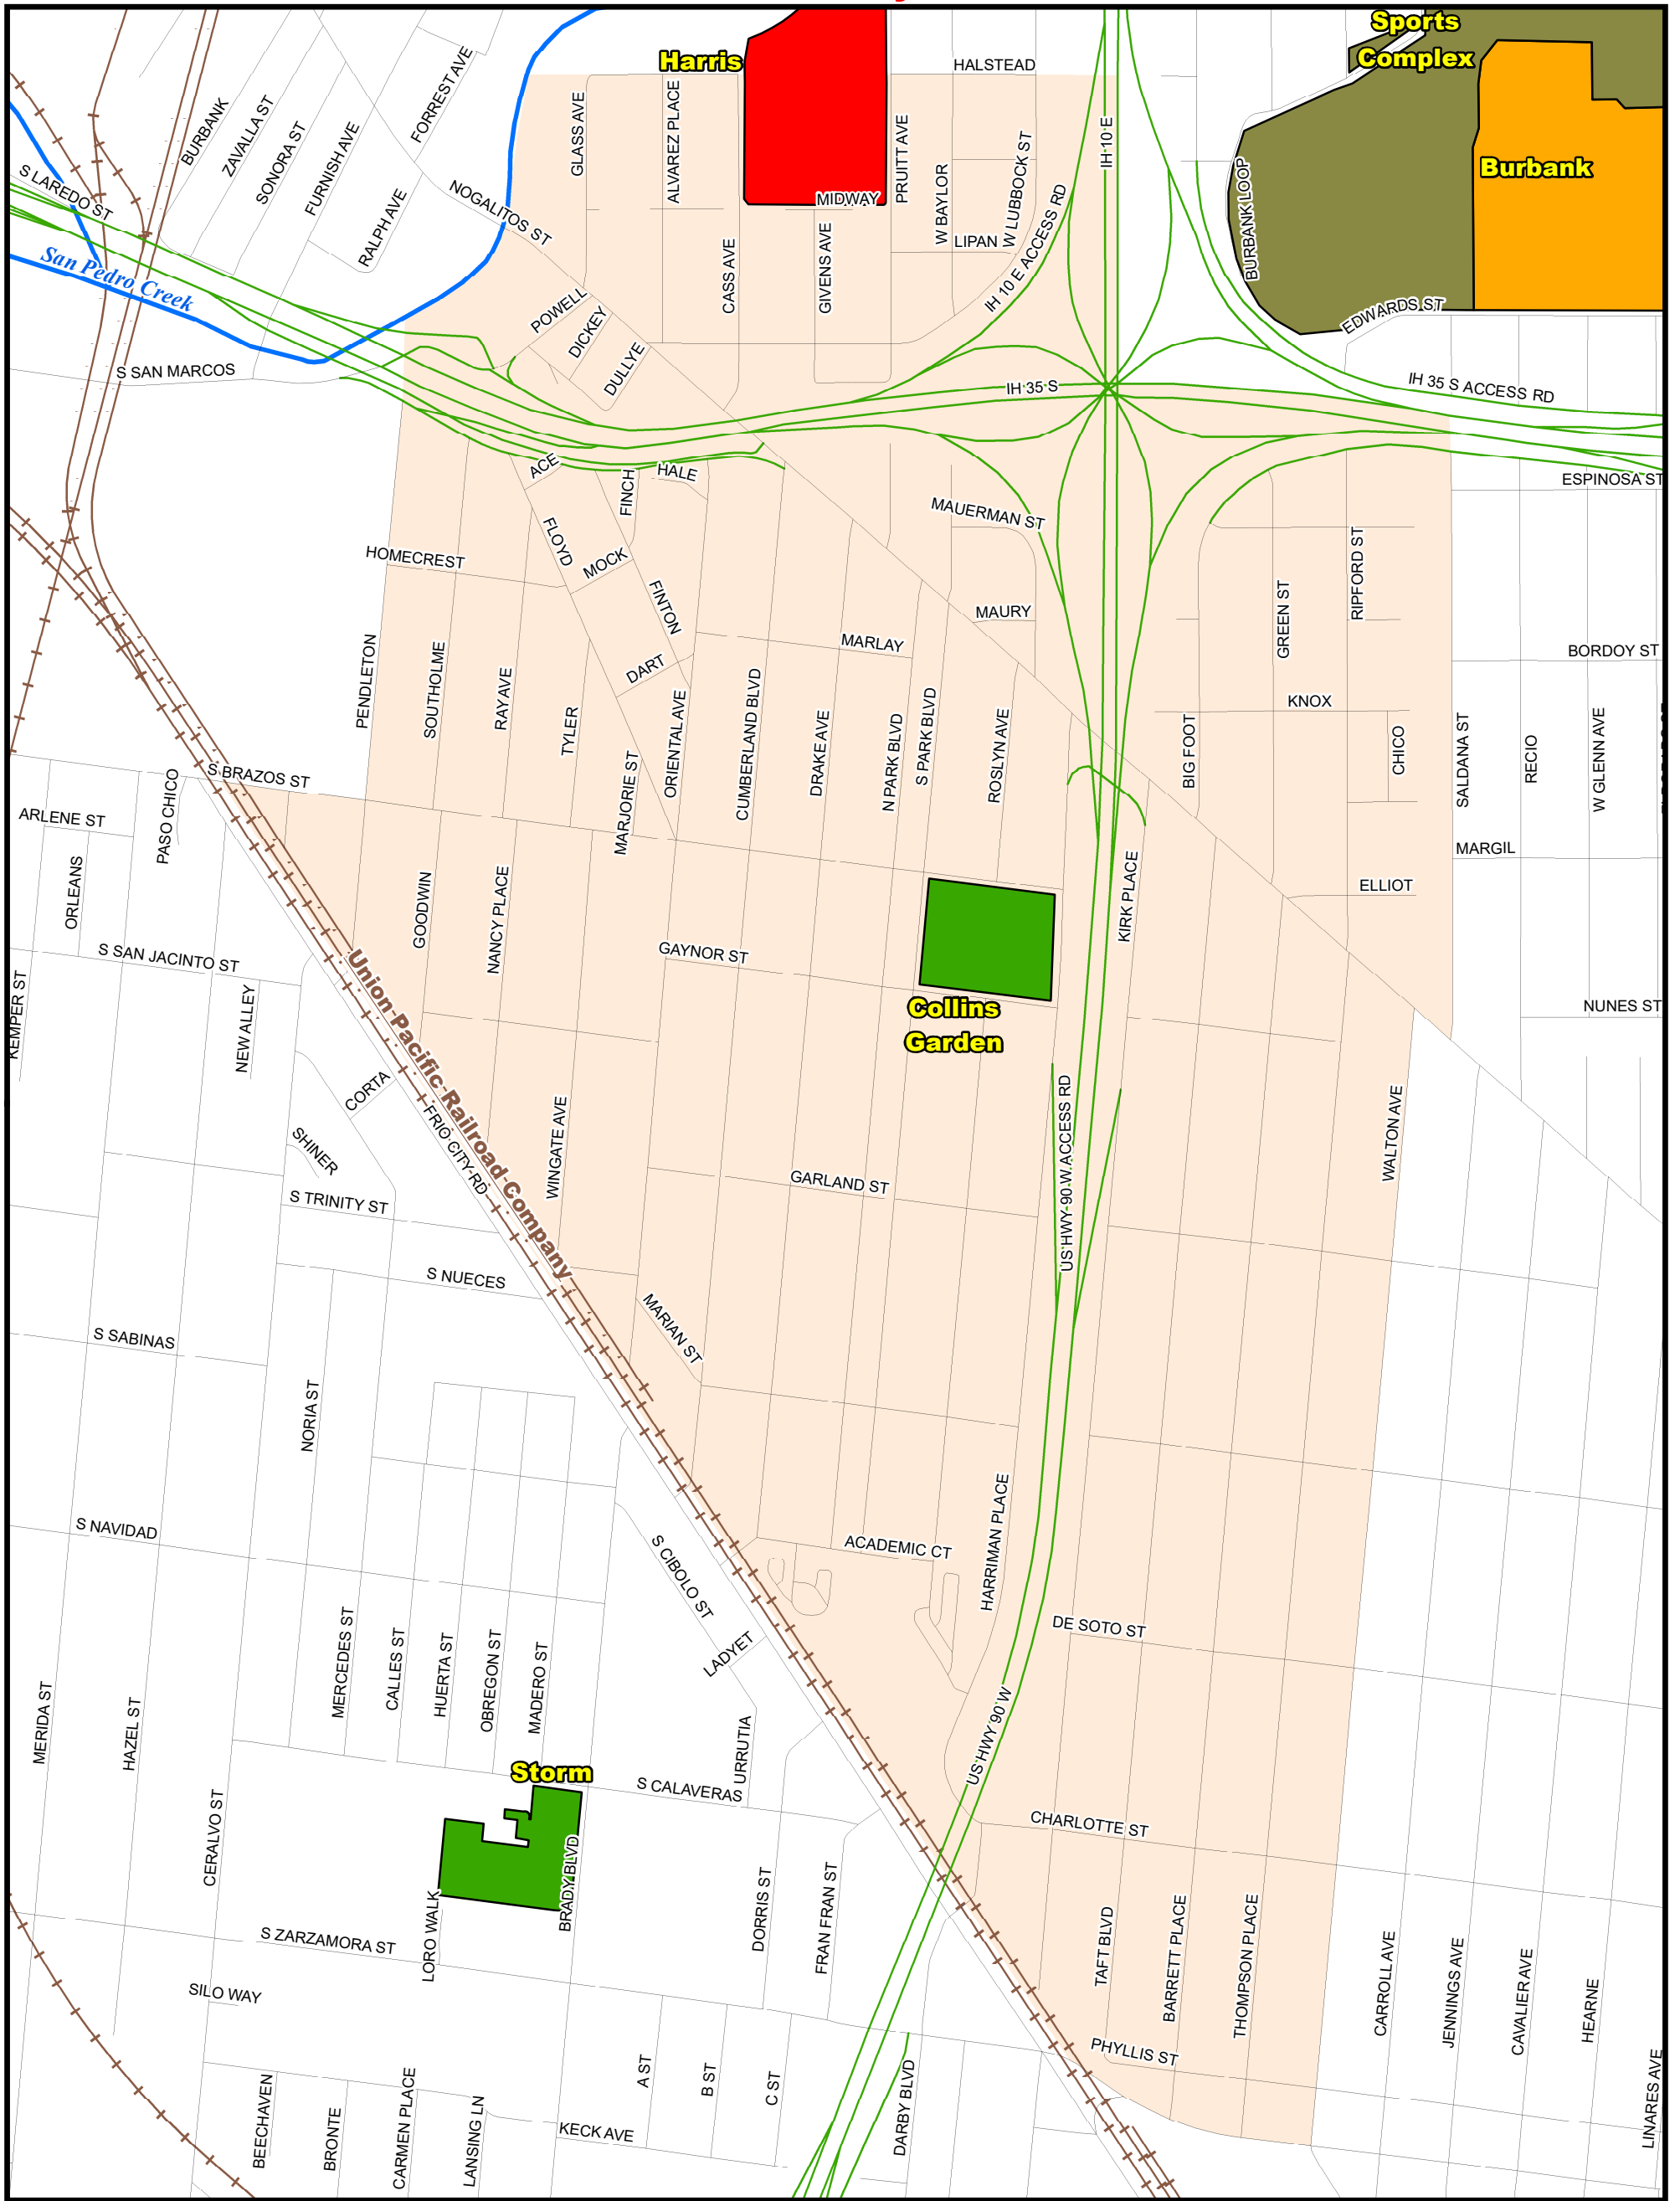 Sports
Complex
Harris
HALSTEAD
FORREST AVE
BURBANK
ZAVALLA ST
SONORA ST
FURNISH AVE
GLASS AVE
ALVAREZ PLACE
PRUITT AVE
IH 10 E
Burbank
S LAREDO ST
RALPH AVE
NOGALITOS ST
MIDWAY
W BAYLOR
W LUBBOCK ST
BURBANK LOOP
San Pedro Creek
CASS AVE
GIVENS AVE
LIPAN
IH 10 E ACCESS RD
POWELL
DICKEY
DULLYE
EDWARDS ST
S SAN MARCOS
IH 35 S
IH 35 S ACCESS RD
ACE
FINCH
HALE
ESPINOSA ST
FLOYD
MAUERMAN ST
HOMECREST
MOCK
RIPFORD ST
FINTON
MAURY
GREEN ST
MARLAY
BORDOY ST
PENDLETON
SOUTHOLME
RAY AVE
DART
TYLER
ORIENTAL AVE
CUMBERLAND BLVD
DRAKE AVE
N PARK BLVD
S PARK BLVD
ROSLYN AVE
KNOX
BIG FOOT
CHICO
SALDANA ST
RECIO
W GLENN AVE
S BRAZOS ST
MARJORIE ST
ARLENE ST
PASO CHICO
MARGIL
ORLEANS
GOODWIN
NANCY PLACE
KIRK PLACE
ELLIOT
S SAN JACINTO ST
GAYNOR ST
KEMPER ST
NEW ALLEY
Union Pacific Railroad Company
Collins
Garden
NUNES ST
CORTA
FRIO CITY RD
SHINER
WINGATE AVE
US HWY 90 W ACCESS RD
WALTON AVE
GARLAND ST
S TRINITY ST
S NUECES
MARIAN ST
S SABINAS
NORIA ST
S NAVIDAD
S CIBOLO ST
ACADEMIC CT
HARRIMAN PLACE
MERCEDES ST
CALLES ST
HUERTA ST
OBREGON ST
MADERO ST
LADYET
DE SOTO ST
MERIDA ST
HAZEL ST
URRUTIA
US HWY 90 W
Storm
S CALAVERAS
CERALVO ST
CHARLOTTE ST
BRADY BLVD
LORO WALK
DORRIS ST
FRAN FRAN ST
S ZARZAMORA ST
TAFT BLVD
BARRETT PLACE
THOMPSON PLACE
CARROLL AVE
JENNINGS AVE
CAVALIER AVE
HEARNE
SILO WAY
PHYLLIS ST
BEECHAVEN
BRONTE
CARMEN PLACE
LANSING LN
A ST
B ST
C ST
KECK AVE
DARBY BLVD
LINARES AVE